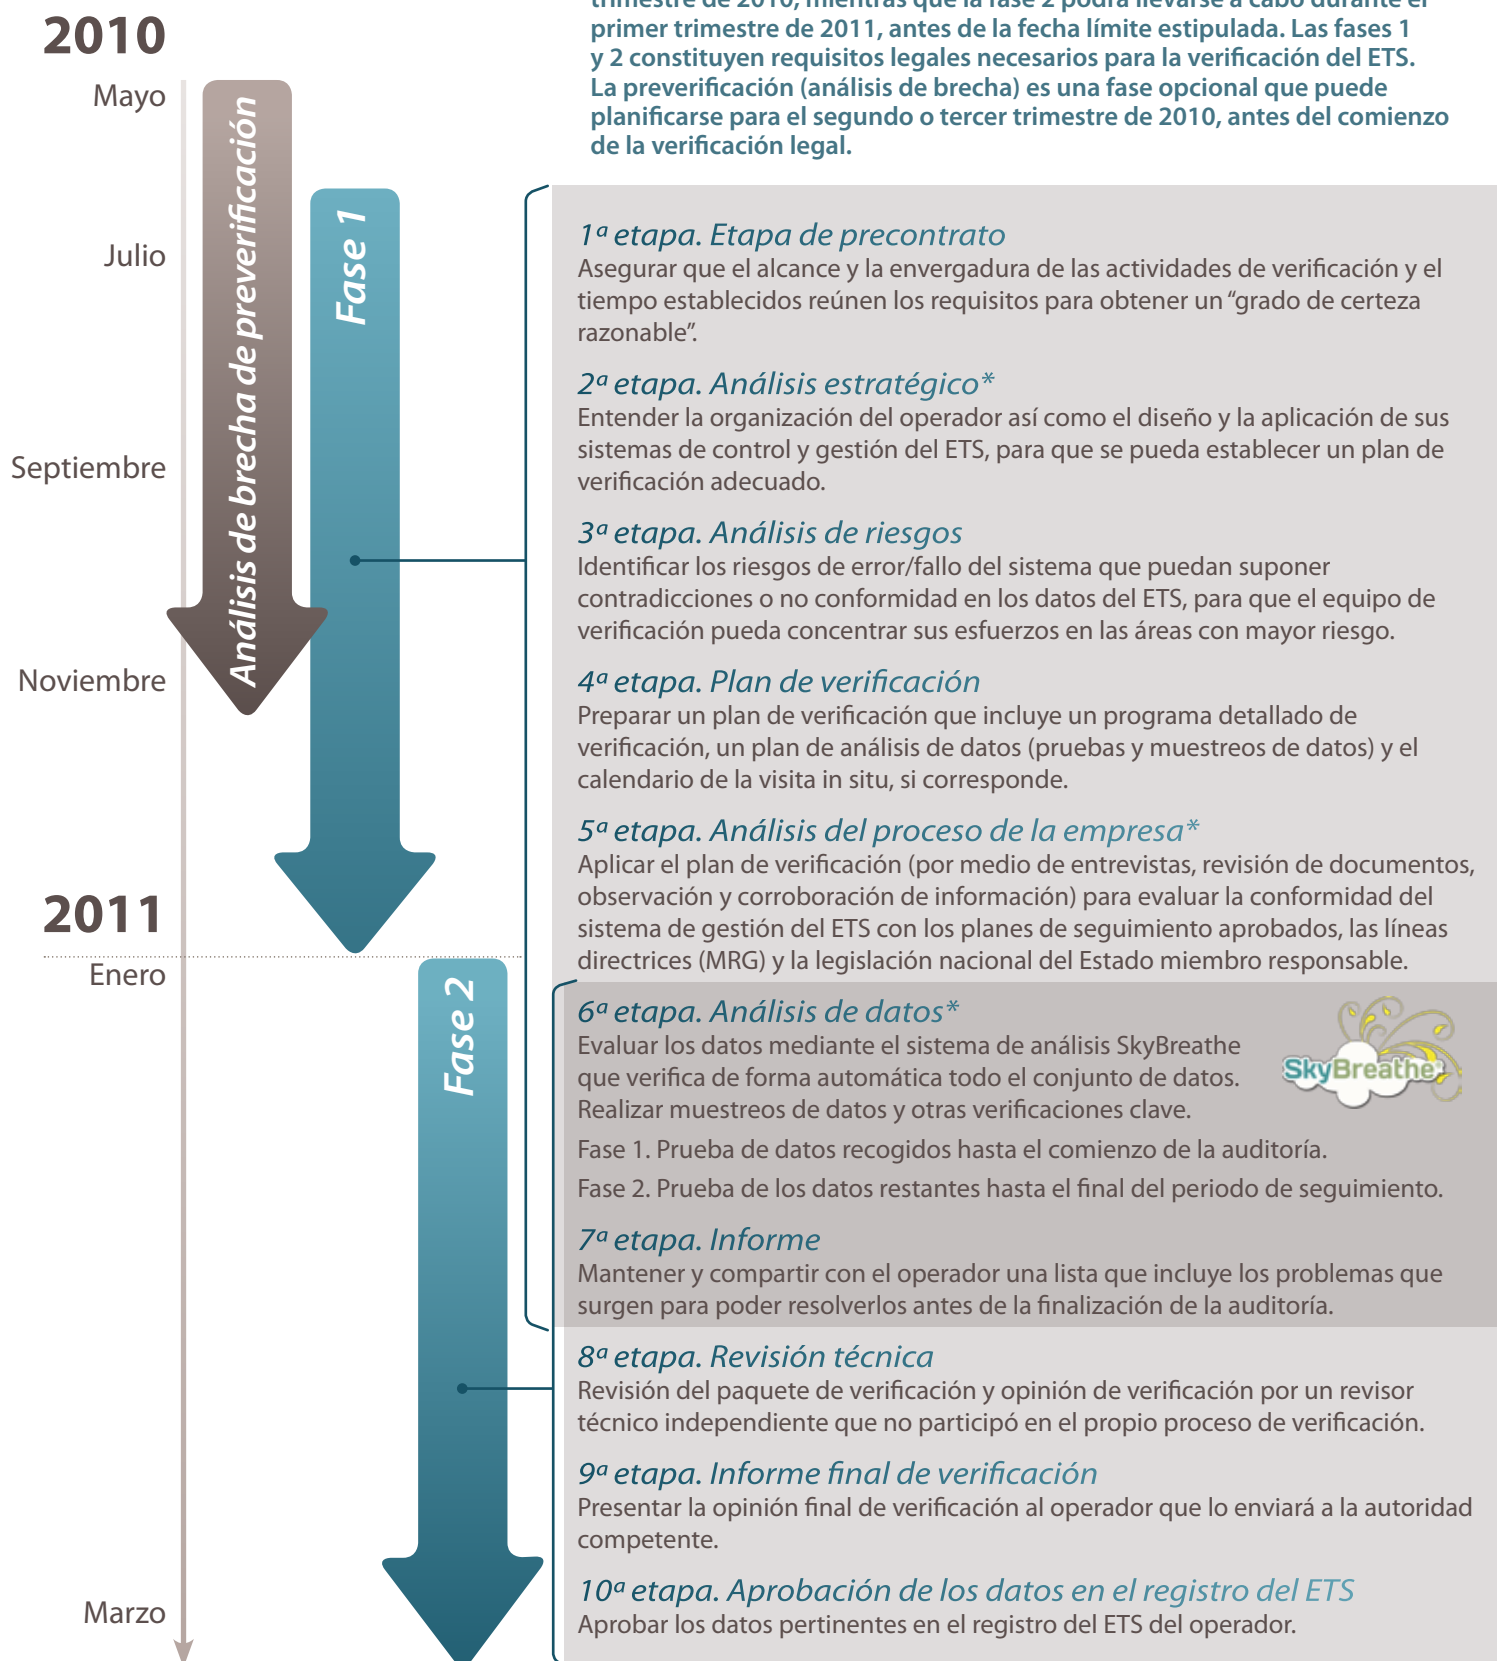 trimestre de 2010, mientras que la fase 2 podrá llevarse a cabo durante el
primer trimestre de 2011, antes de la fecha límite estipulada. Las fases 1
y 2 constituyen requisitos legales necesarios para la verificación del ETS.
La preverificación (análisis de brecha) es una fase opcional que puede
planificarse para el segundo o tercer trimestre de 2010, antes del comienzo
de la verificación legal.
2010
Mayo
Julio
Septiembre
Noviembre
2011
Enero
Marzo
Análisis de brecha de preverificación
Fase 1
Fase 2
1ª etapa. Etapa de precontrato
Asegurar que el alcance y la envergadura de las actividades de verificación y el
tiempo establecidos reúnen los requisitos para obtener un “grado de certeza
razonable”.
2ª etapa. Análisis estratégico*
Entender la organización del operador así como el diseño y la aplicación de sus
sistemas de control y gestión del ETS, para que se pueda establecer un plan de
verificación adecuado.
3ª etapa. Análisis de riesgos
Identificar los riesgos de error/fallo del sistema que puedan suponer
contradicciones o no conformidad en los datos del ETS, para que el equipo de
verificación pueda concentrar sus esfuerzos en las áreas con mayor riesgo.
4ª etapa. Plan de verificación
Preparar un plan de verificación que incluye un programa detallado de
verificación, un plan de análisis de datos (pruebas y muestreos de datos) y el
calendario de la visita in situ, si corresponde.
5ª etapa. Análisis del proceso de la empresa*
Aplicar el plan de verificación (por medio de entrevistas, revisión de documentos,
observación y corroboración de información) para evaluar la conformidad del
sistema de gestión del ETS con los planes de seguimiento aprobados, las líneas
directrices (MRG) y la legislación nacional del Estado miembro responsable.
6ª etapa. Análisis de datos*
Evaluar los datos mediante el sistema de análisis SkyBreathe
que verifica de forma automática todo el conjunto de datos.
Realizar muestreos de datos y otras verificaciones clave.
SkyBreathe
Fase 1. Prueba de datos recogidos hasta el comienzo de la auditoría.
Fase 2. Prueba de los datos restantes hasta el final del periodo de seguimiento.
7ª etapa. Informe
Mantener y compartir con el operador una lista que incluye los problemas que
surgen para poder resolverlos antes de la finalización de la auditoría.
8ª etapa. Revisión técnica
Revisión del paquete de verificación y opinión de verificación por un revisor
técnico independiente que no participó en el propio proceso de verificación.
9ª etapa. Informe final de verificación
Presentar la opinión final de verificación al operador que lo enviará a la autoridad
competente.
10ª etapa. Aprobación de los datos en el registro del ETS
Aprobar los datos pertinentes en el registro del ETS del operador.